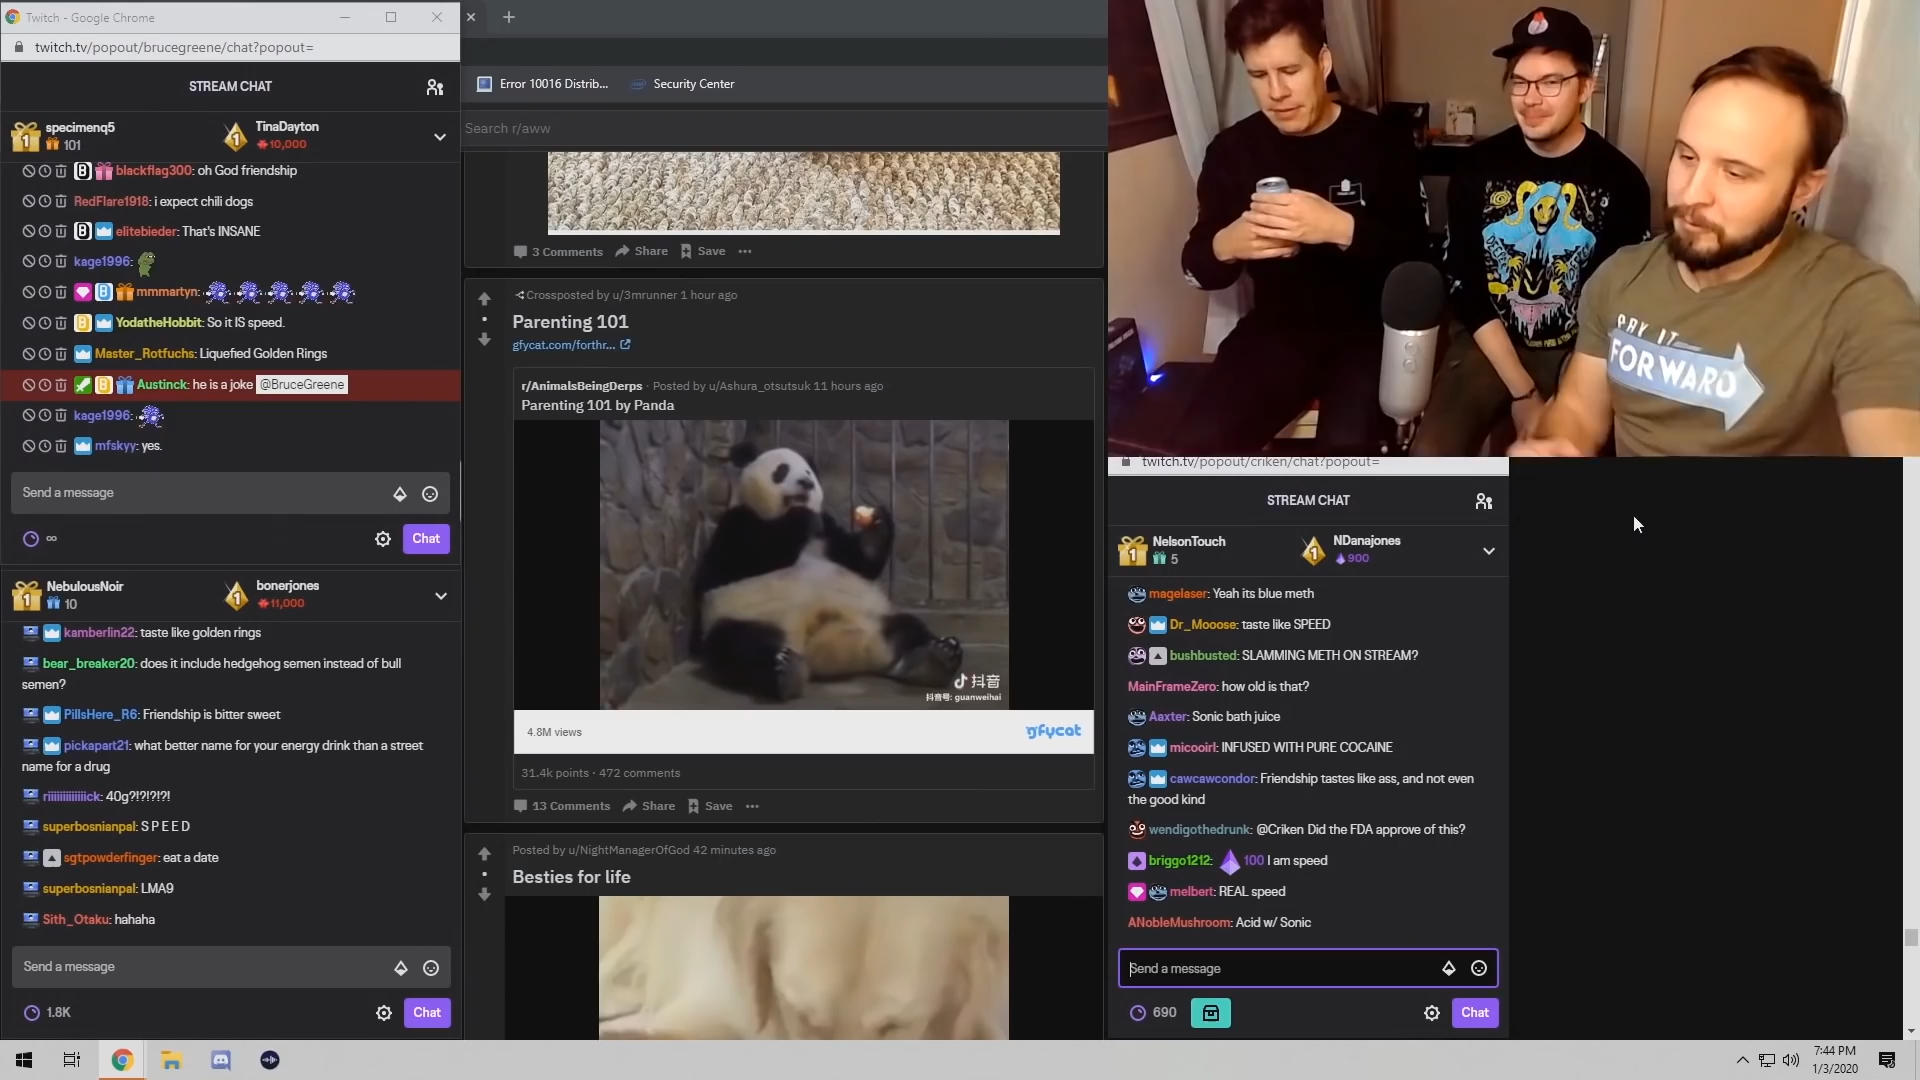 Twitch - Google Chrome
twitch.tv/popout/brucegreene/chat?popout=
STREAM CHAT
specimenq5
101
TinaDayton
10,000
blackflag300: oh God friendship
RedFlare1918: i expect chili dogs
elitebieder: That's INSANE
kage1996:
mmmartyn:
YodatheHobbit: So it IS speed.
Master_Rotfuchs: Liquefied Golden Rings
Austinck: he is a joke @BruceGreene
kage1996:
mfskyy: yes.
Send a message
∞
Chat
NebulousNoir
10
bonerjones
11,000
kamberlin22: taste like golden rings
bear_breaker20: does it include hedgehog semen instead of bull
semen?
PillsHere_R6: Friendship is bitter sweet
pickapart21: what better name for your energy drink than a street
name for a drug
superbosnianpal: S P E E D
sgtpowderfinger: eat a date
superbosnianpal: LMA9
Sith_Otaku: hahaha
Send a message
1.8K
Chat
Error 10016 Distrib...
Security Center
Search r/aww
3 Comments Share Save
Crossposted by u/3mrunner 1 hour ago
Parenting 101
gfycat.com/forthr...
r/AnimalsBeingDerps · Posted by u/Ashura_otsutsuk 11 hours ago
Parenting 101 by Panda
抖音
抖音号: guanweihai
4.8M views
gfycat
31.4k points · 472 comments
13 Comments Share Save
Posted by u/NightManagerOfGod 42 minutes ago
Besties for life
PAY IT
FORWARD
twitch.tv/popout/criken/chat?popout=
STREAM CHAT
NelsonTouch
5
NDanajones
900
magelaser: Yeah its blue meth
Dr_Mooose: taste like SPEED
bushbusted: SLAMMING METH ON STREAM?
MainFrameZero: how old is that?
Aaxter: Sonic bath juice
micooirl: INFUSED WITH PURE COCAINE
cawcawcondor: Friendship tastes like ass, and not even
the good kind
wendigothedrunk: @Criken Did the FDA approve of this?
briggo1212: 100 I am speed
melbert: REAL speed
ANobleMushroom: Acid w/ Sonic
Send a message
690
Chat
7:44 PM
1/3/2020